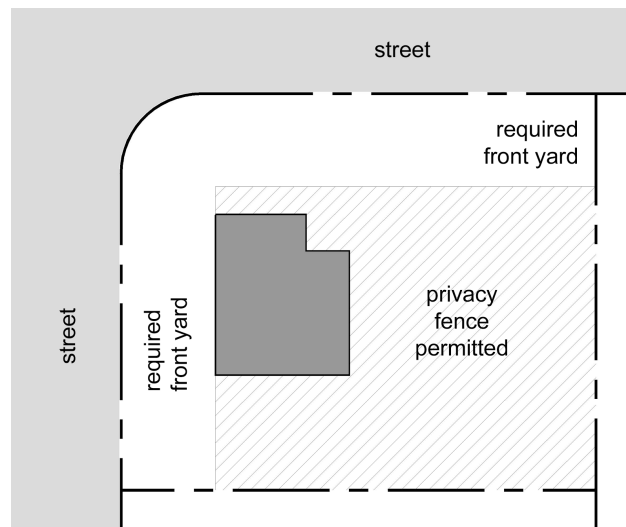 street
required
front yard
privacy
fence
permitted
required
front yard
street